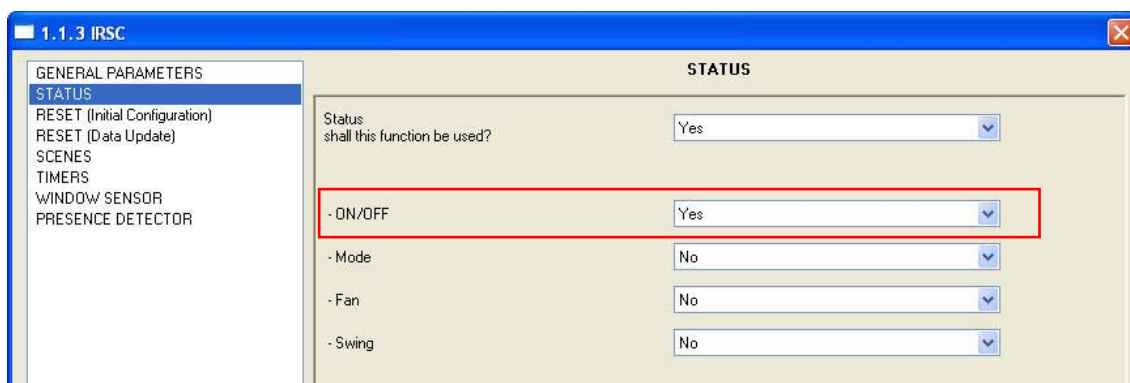 1.1.3 IRSC
GENERAL PARAMETERS
STATUS
RESET (Initial Configuration)
RESET (Data Update)
SCENES
TIMERS
WINDOW SENSOR
PRESENCE DETECTOR
STATUS
Status
shall this function be used?
Yes
- ON/OFF
Yes
- Mode
No
- Fan
No
- Swing
No